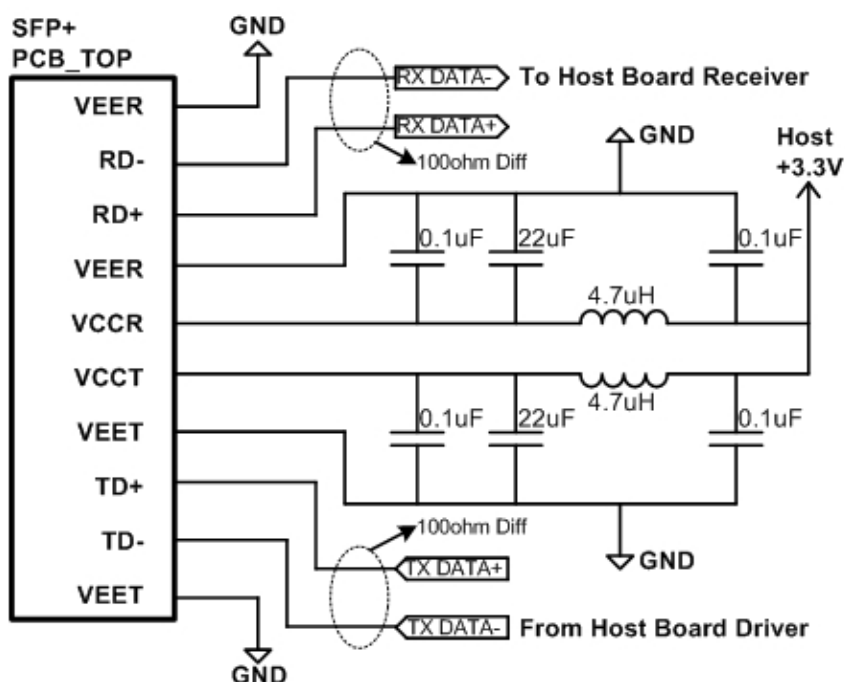 SFP+
PCB_TOP
GND
VEER
RX DATA-
To Host Board Receiver
RX DATA+
100ohm Diff
RD-
RD+
GND
Host
+3.3V
VEER
0.1uF
22uF
0.1uF
4.7uH
VCCR
VCCT
4.7uH
0.1uF
22uF
0.1uF
VEET
TD+
100ohm Diff
TD-
TX DATA+
GND
VEET
TX DATA-
From Host Board Driver
GND